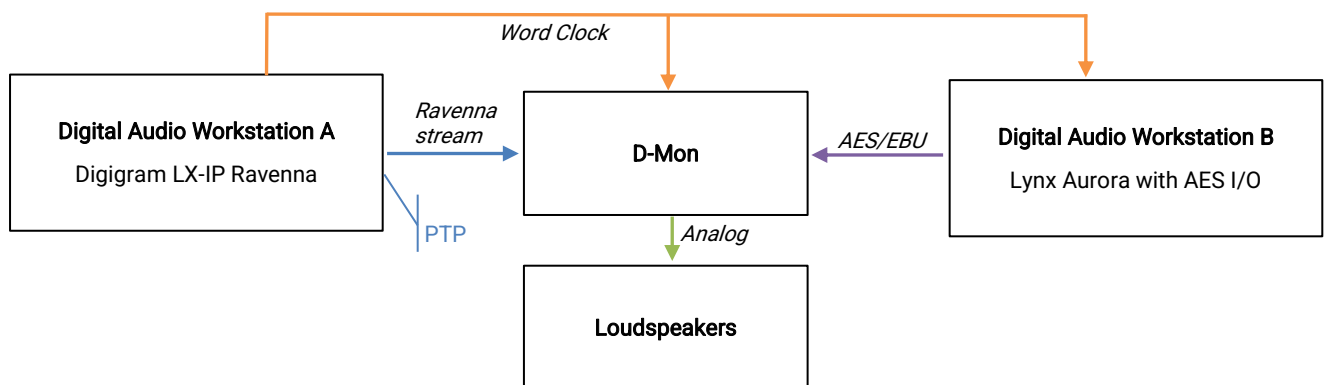 Word Clock
Digital Audio Workstation A
Digigram LX-IP Ravenna
Ravenna
stream
PTP
D-Mon
AES/EBU
Digital Audio Workstation B
Lynx Aurora with AES I/O
Analog
Loudspeakers